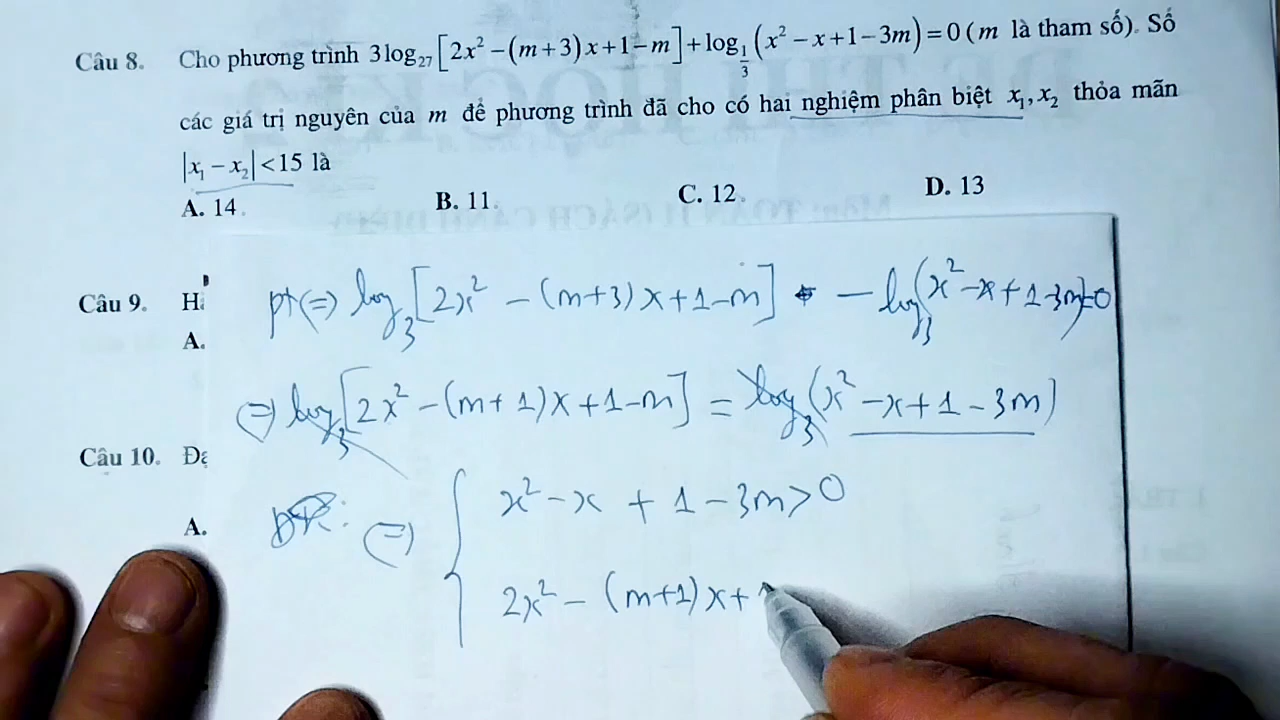 Câu 8. Cho phương trình 3log₂₇[2x² − (m+3)x + 1 − m] + log_{1/3}(x² − x + 1 − 3m) = 0 (m là tham số). Số
các giá trị nguyên của m để phương trình đã cho có hai nghiệm phân biệt x₁, x₂ thỏa mãn
|x₁ − x₂| < 15 là
A. 14. B. 11. C. 12. D. 13
Câu 9. H
pt (=) log₃[2x² − (m+3)x + 1 − m] − log₃(x² − x + 1 − 3m) = 0
A.
(=) log₃[2x² − (m+1)x + 1 − m] = log₃(x² − x + 1 − 3m)
Câu 10. Đ
x² − x + 1 − 3m > 0
A. ĐK: (=)
2x² − (m+1)x +